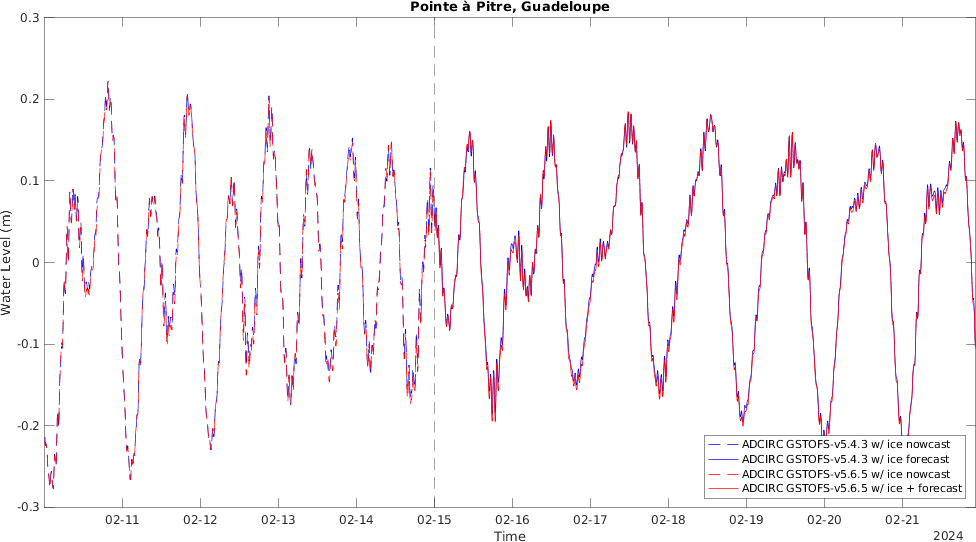 Pointe à Pitre, Guadeloupe
0.3
0.2
0.1
0
-0.1
-0.2
-0.3
Water Level (m)
ADCIRC GSTOFS-v5.4.3 w/ ice nowcast
ADCIRC GSTOFS-v5.4.3 w/ ice forecast
ADCIRC GSTOFS-v5.6.5 w/ ice nowcast
ADCIRC GSTOFS-v5.6.5 w/ ice + forecast
02-11 02-12 02-13 02-14 02-15 02-16 02-17 02-18 02-19 02-20 02-21
Time
2024